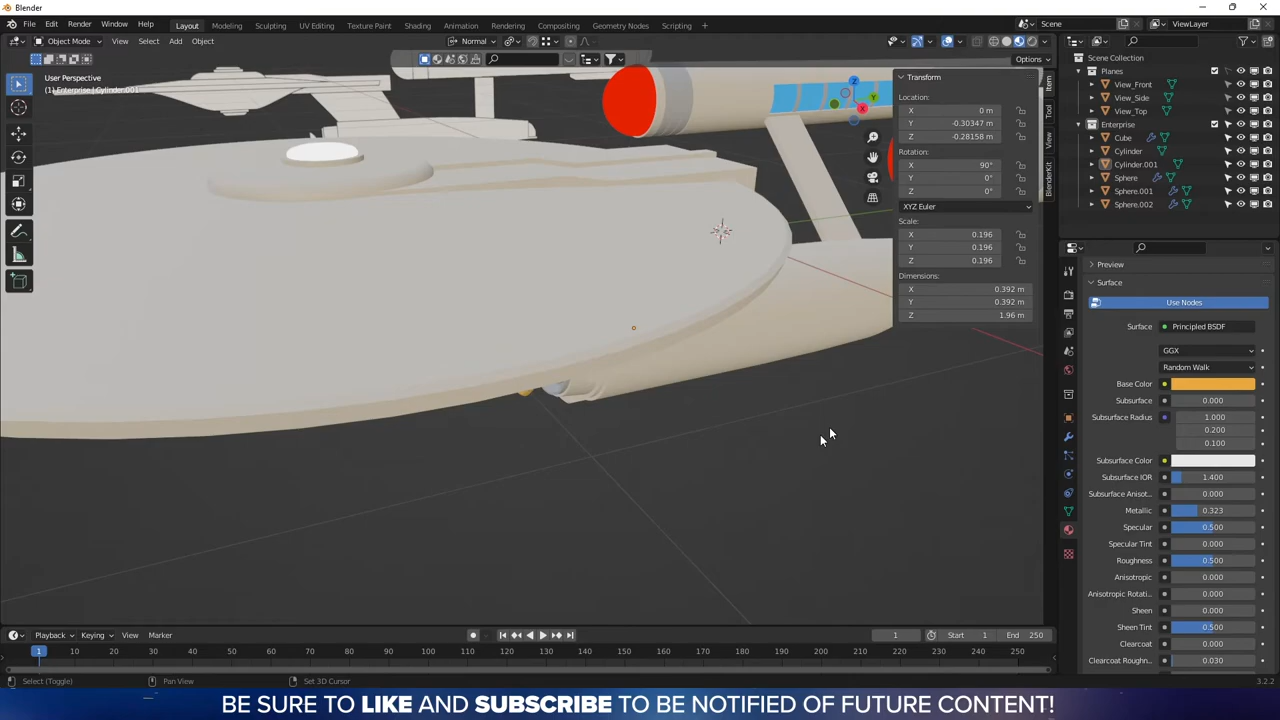 Blender
File Edit Render Window Help Layout Modeling Sculpting UV Editing Texture Paint Shading Animation Rendering Compositing Geometry Nodes Scripting + Scene ViewLayer
Object Mode View Select Add Object Normal
Options
User Perspective
(1) Enterprise | Cylinder.001
Transform
Location:
X 0 m
Y -0.30347 m
Z -0.28158 m
Rotation:
X 90°
Y 0°
Z 0°
XYZ Euler
Scale:
X 0.196
Y 0.196
Z 0.196
Dimensions:
X 0.392 m
Y 0.392 m
Z 1.96 m
Item
Tool
View
BlenderKit
Z
Y
X
Scene Collection
Planes
View_Front
View_Side
View_Top
Enterprise
Cube
Cylinder
Cylinder.001
Sphere
Sphere.001
Sphere.002
Preview
Surface
Use Nodes
Surface Principled BSDF
GGX
Random Walk
Base Color
Subsurface 0.000
Subsurface Radius 1.000
0.200
0.100
Subsurface Color
Subsurface IOR 1.400
Subsurface Anisot... 0.000
Metallic 0.323
Specular 0.500
Specular Tint 0.000
Roughness 0.500
Anisotropic 0.000
Anisotropic Rotati... 0.000
Sheen 0.000
Sheen Tint 0.500
Clearcoat 0.000
Clearcoat Roughn... 0.030
Playback Keying View Marker 1 Start 1 End 250
1 10 20 30 40 50 60 70 80 90 100 110 120 130 140 150 160 170 180 190 200 210 220 230 240 250
Select (Toggle) Pan View Set 3D Cursor 3.2.2
BE SURE TO LIKE AND SUBSCRIBE TO BE NOTIFIED OF FUTURE CONTENT!